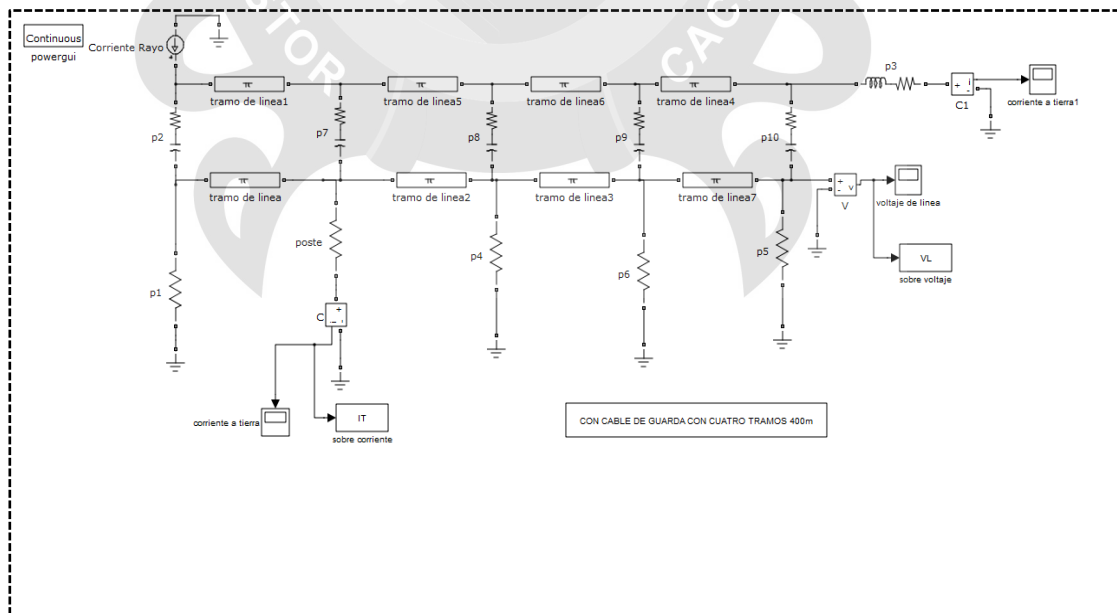 Continuous
powergui
Corriente Rayo
STOR
CAC
tramo de linea1
tramo de linea5
tramo de linea6
tramo de linea4
p3
+
i
-
C1
corriente a tierra1
p2
p7
p8
p9
p10
tramo de linea
tramo de linea2
tramo de linea3
tramo de linea7
+
-
v
V
voltaje de linea
VL
sobre voltaje
p1
poste
p4
p6
p5
C
+
corriente a tierra
IT
sobre corriente
CON CABLE DE GUARDA CON CUATRO TRAMOS 400m